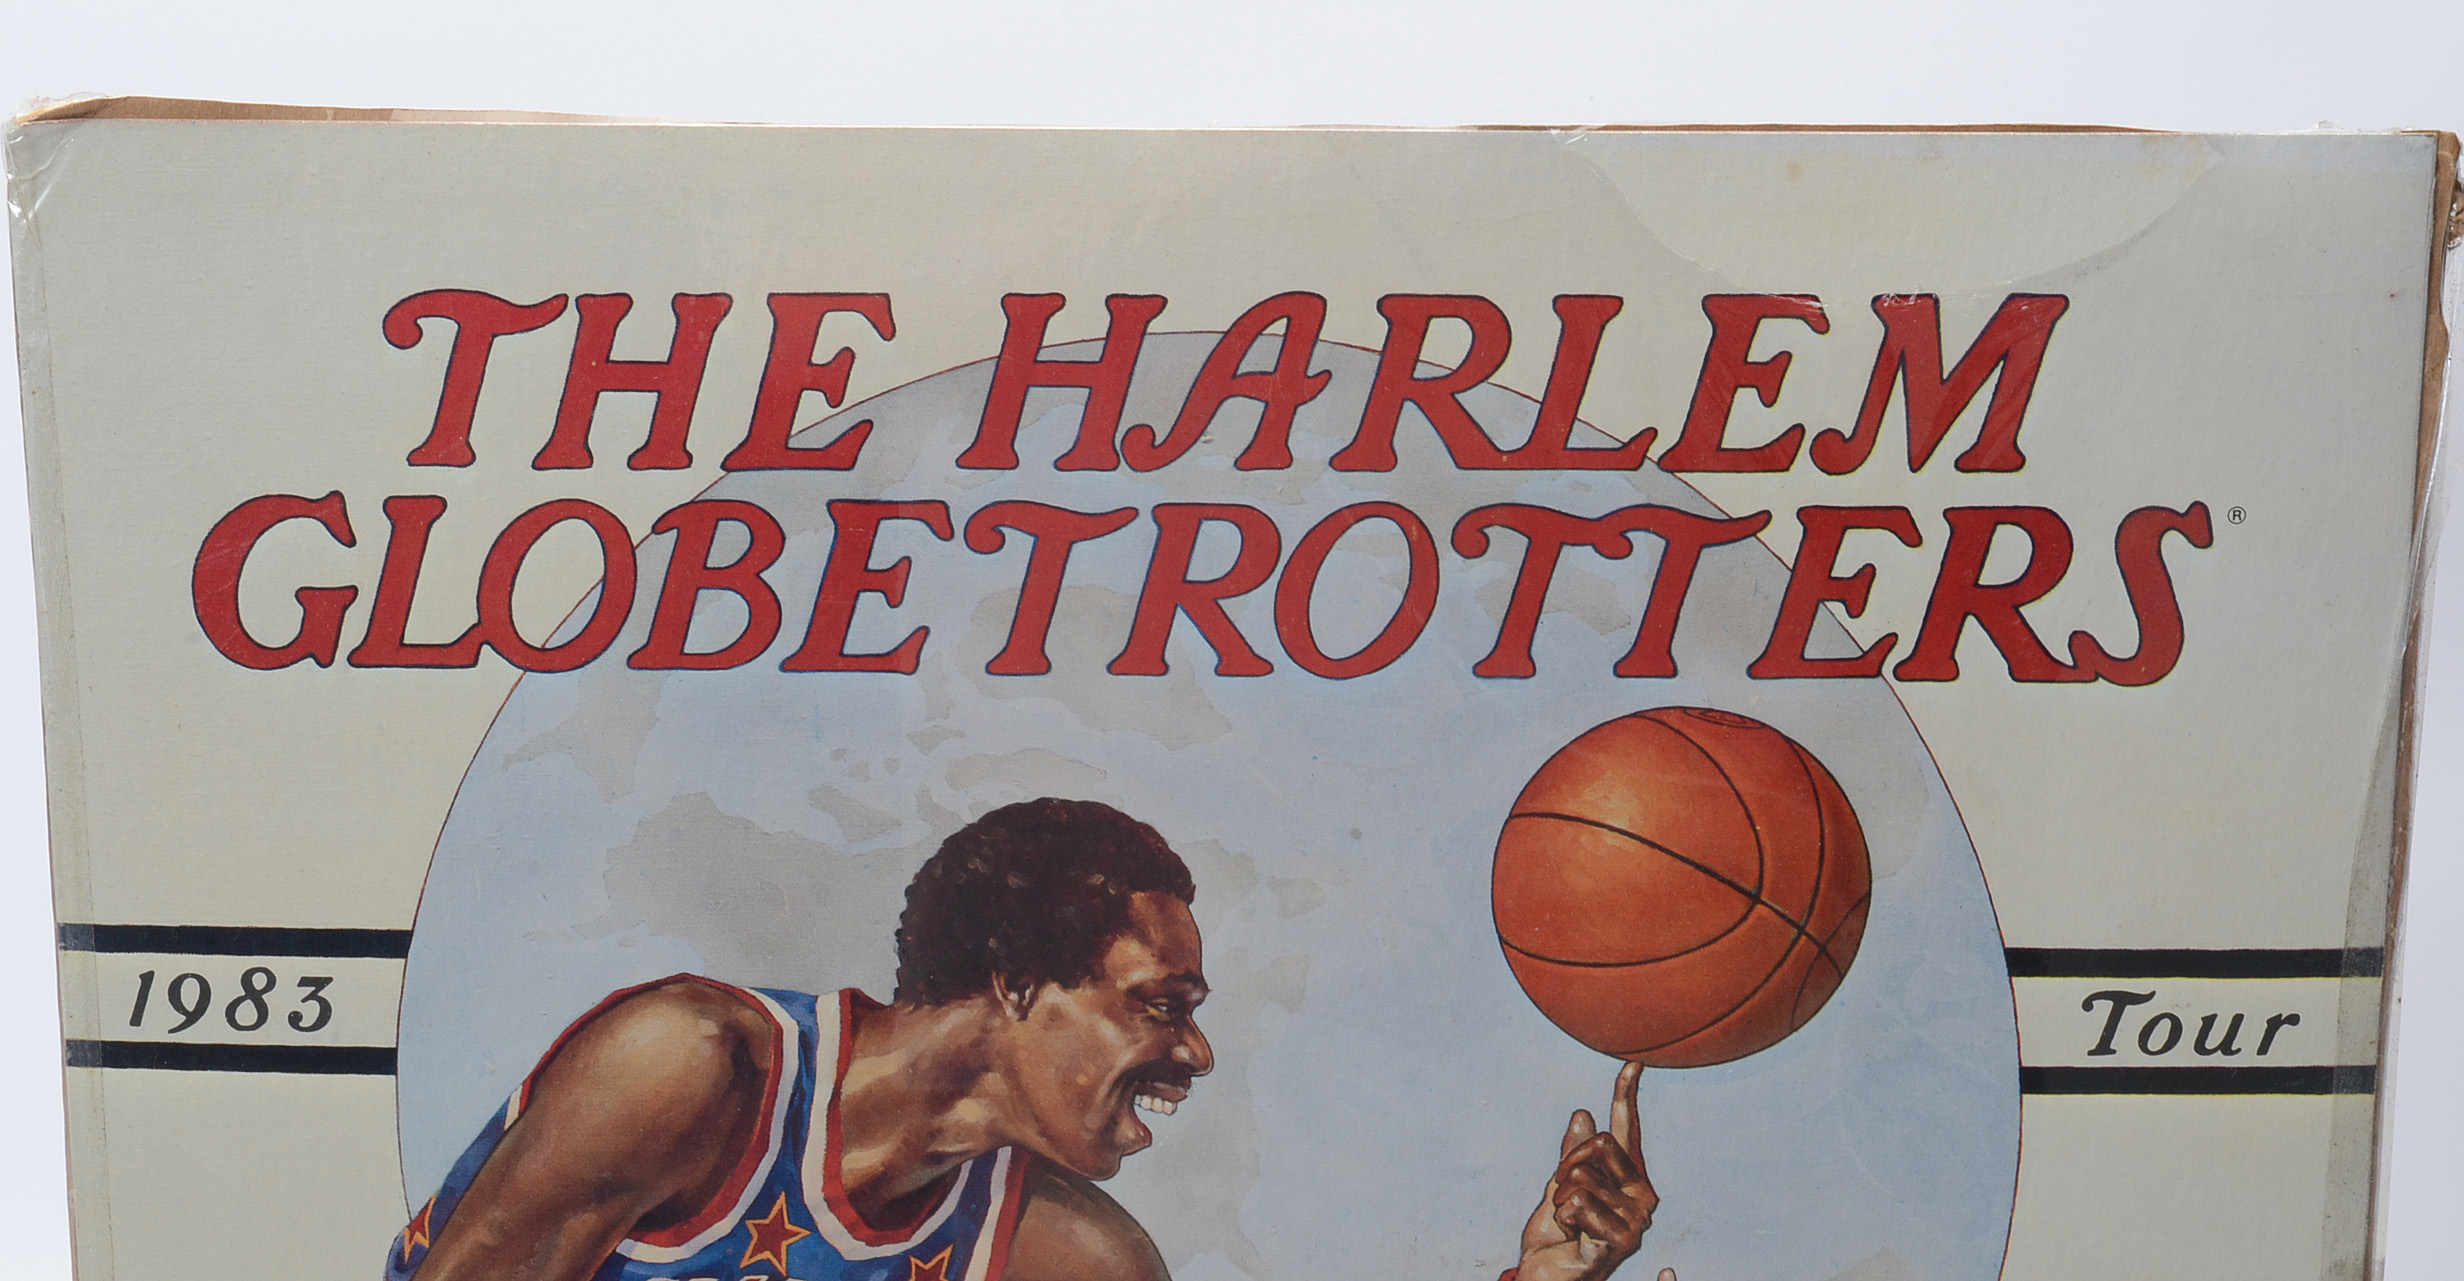 THE HARLEM
GLOBETROTTERS®
1983
Tour